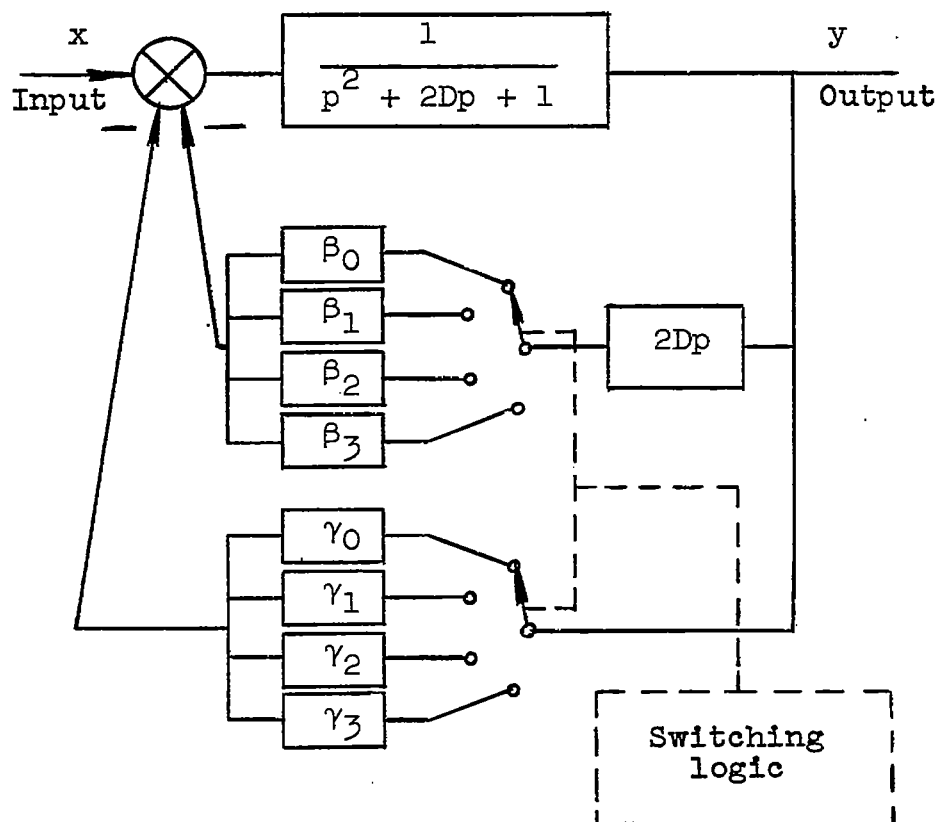 x
Input
1
p² + 2Dp + 1
y
Output
β₀
β₁
β₂
β₃
2Dp
γ₀
γ₁
γ₂
γ₃
Switching
logic